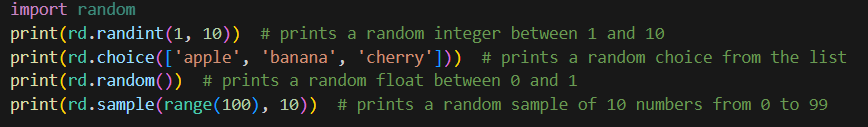 import random
print(rd.randint(1, 10))  # prints a random integer between 1 and 10
print(rd.choice(['apple', 'banana', 'cherry']))  # prints a random choice from the list
print(rd.random())  # prints a random float between 0 and 1
print(rd.sample(range(100), 10))  # prints a random sample of 10 numbers from 0 to 99